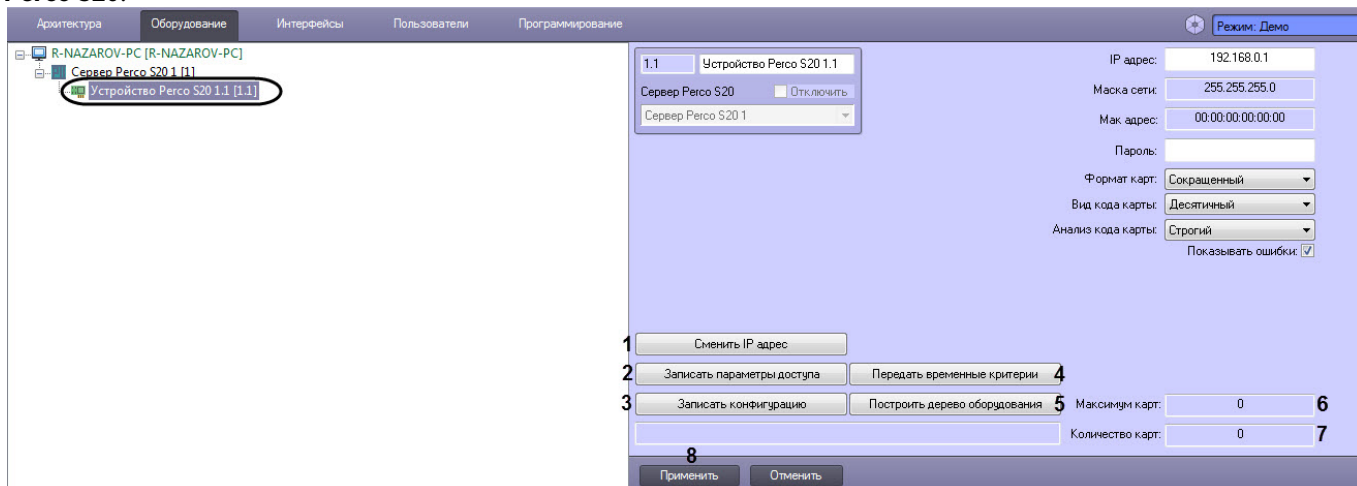 Perco S20.
Архитектура Оборудование Интерфейсы Пользователи Программирование Режим: Демо
R-NAZAROV-PC [R-NAZAROV-PC]
Сервер Perco S20 1 [1]
Устройство Perco S20 1.1 [1.1]
1.1 Устройство Perco S20 1.1
Сервер Perco S20 Отключить
Сервер Perco S20 1
IP адрес: 192.168.0.1
Маска сети: 255.255.255.0
Мак адрес: 00:00:00:00:00:00
Пароль:
Формат карт: Сокращенный
Вид кода карты: Десятичный
Анализ кода карты: Строгий
Показывать ошибки:
1 Сменить IP адрес
2 Записать параметры доступа Передать временные критерии 4
3 Записать конфигурацию Построить дерево оборудования 5 Максимум карт: 0 6
Количество карт: 0 7
8
Применить Отменить